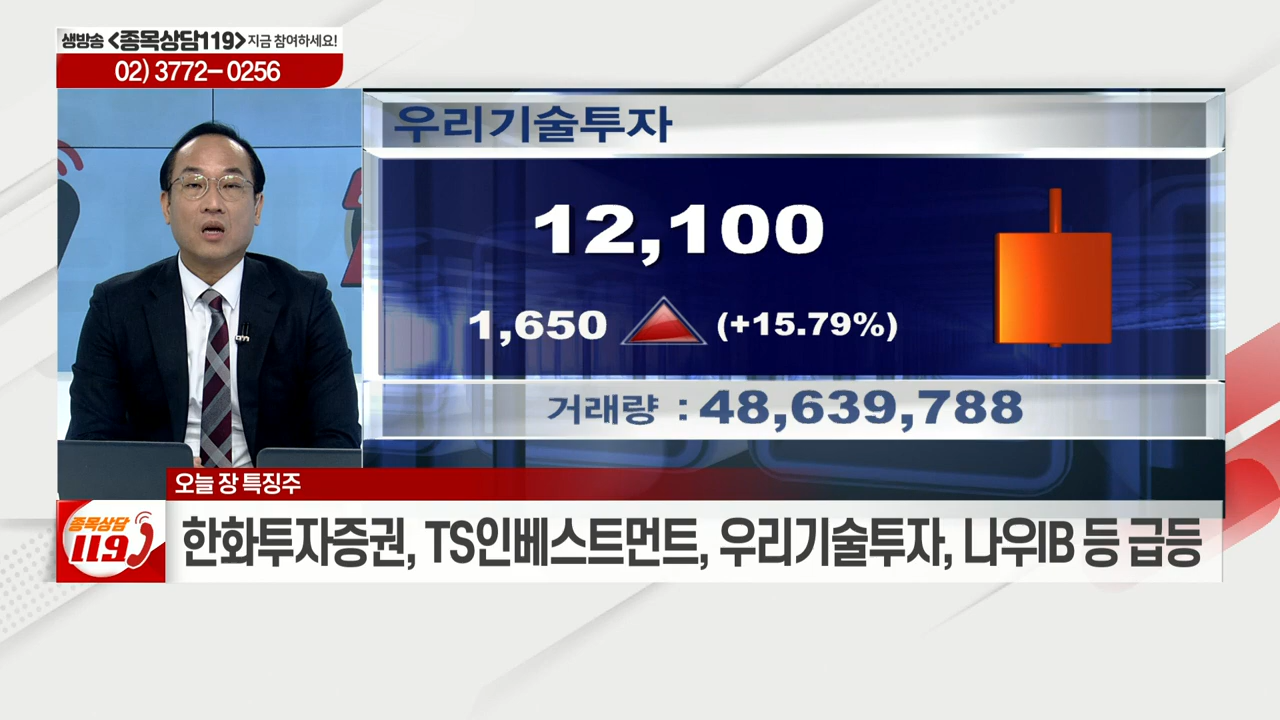 생방송 <종목상담119> 지금 참여하세요!
02) 3772-0256
우리기술투자
12,100
1,650 ▲ (+15.79%)
거래량 : 48,639,788
오늘 장 특징주
종목상담
119
한화투자증권, TS인베스트먼트, 우리기술투자, 나우IB 등 급등